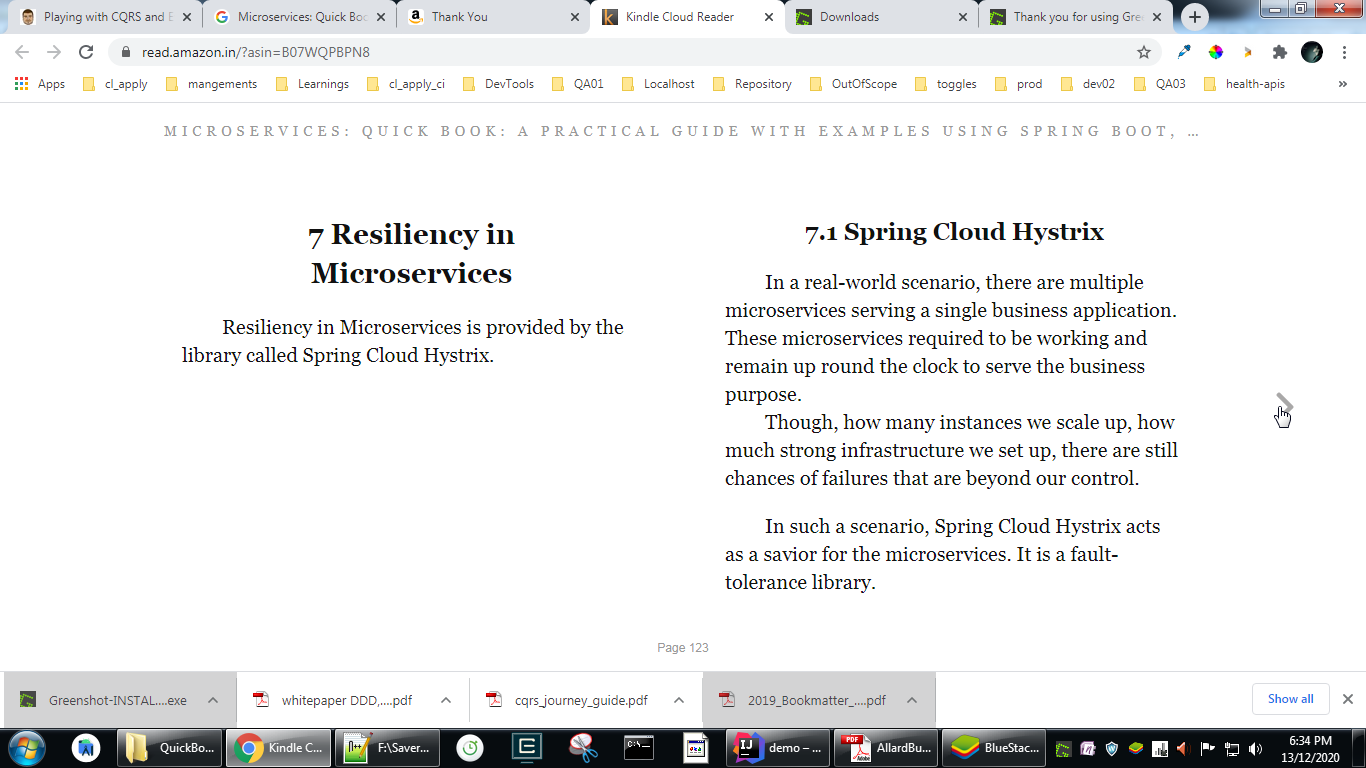 Playing with CQRS and E
Microservices: Quick Boo
Thank You
Kindle Cloud Reader
Downloads
Thank you for using Gre
read.amazon.in/?asin=B07WQPBPN8
Apps
cl_apply
mangements
Learnings
cl_apply_ci
DevTools
QA01
Localhost
Repository
OutOfScope
toggles
prod
dev02
QA03
health-apis
»
MICROSERVICES: QUICK BOOK: A PRACTICAL GUIDE WITH EXAMPLES USING SPRING BOOT, …
7 Resiliency in
Microservices
Resiliency in Microservices is provided by the
library called Spring Cloud Hystrix.
7.1 Spring Cloud Hystrix
In a real-world scenario, there are multiple
microservices serving a single business application.
These microservices required to be working and
remain up round the clock to serve the business
purpose.
Though, how many instances we scale up, how
much strong infrastructure we set up, there are still
chances of failures that are beyond our control.
In such a scenario, Spring Cloud Hystrix acts
as a savior for the microservices. It is a fault-
tolerance library.
Page 123
Greenshot-INSTAL....exe
whitepaper DDD,....pdf
cqrs_journey_guide.pdf
2019_Bookmatter_....pdf
Show all
QuickBo...
Kindle C...
F:\Saver...
demo – ...
AllardBu...
BlueStac...
6:34 PM
13/12/2020